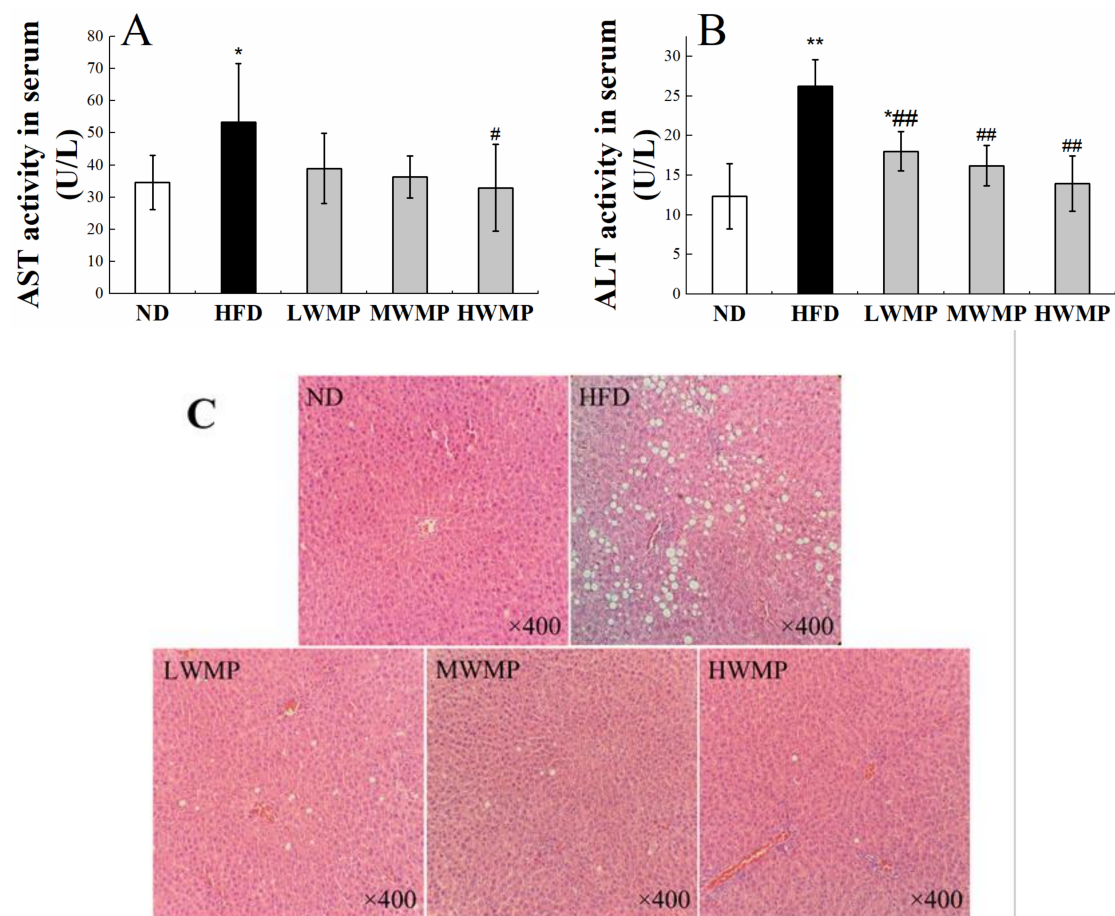 A
AST activity in serum
(U/L)
80
70
60
50
40
30
20
10
0
*
#
ND HFD LWMP MWMP HWMP
B
ALT activity in serum
(U/L)
30
25
20
15
10
5
0
**
*##
##
##
ND HFD LWMP MWMP HWMP
C
ND
×400
HFD
×400
LWMP
×400
MWMP
×400
HWMP
×400